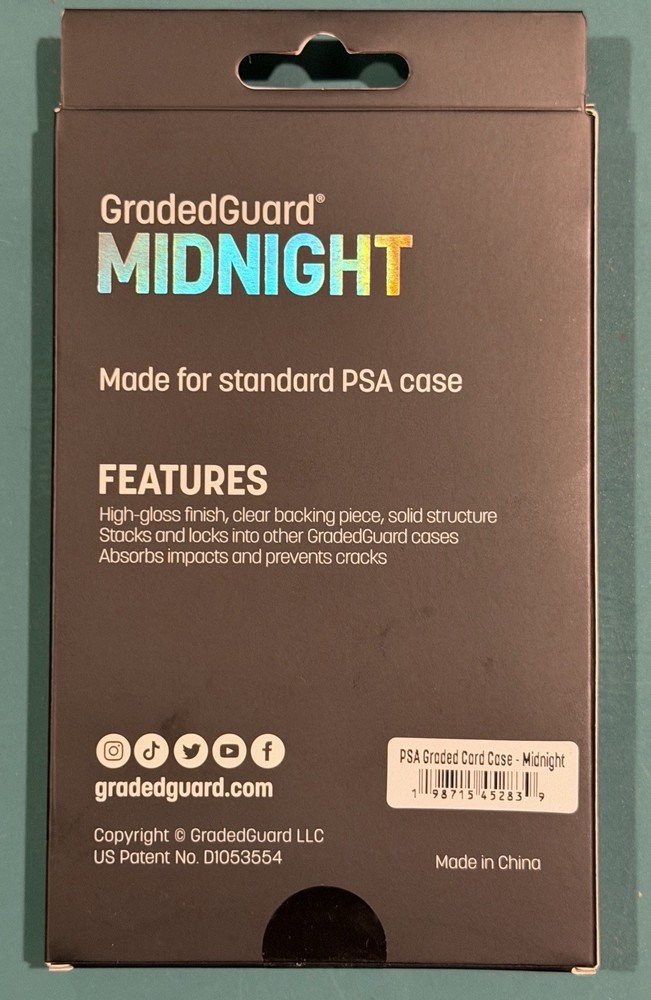 GradedGuard®
MIDNIGHT
Made for standard PSA case
FEATURES
High-gloss finish, clear backing piece, solid structure
Stacks and locks into other GradedGuard cases
Absorbs impacts and prevents cracks
gradedguard.com
PSA Graded Card Case - Midnight
1 98715 45283 9
Copyright © GradedGuard LLC
US Patent No. D1053554
Made in China